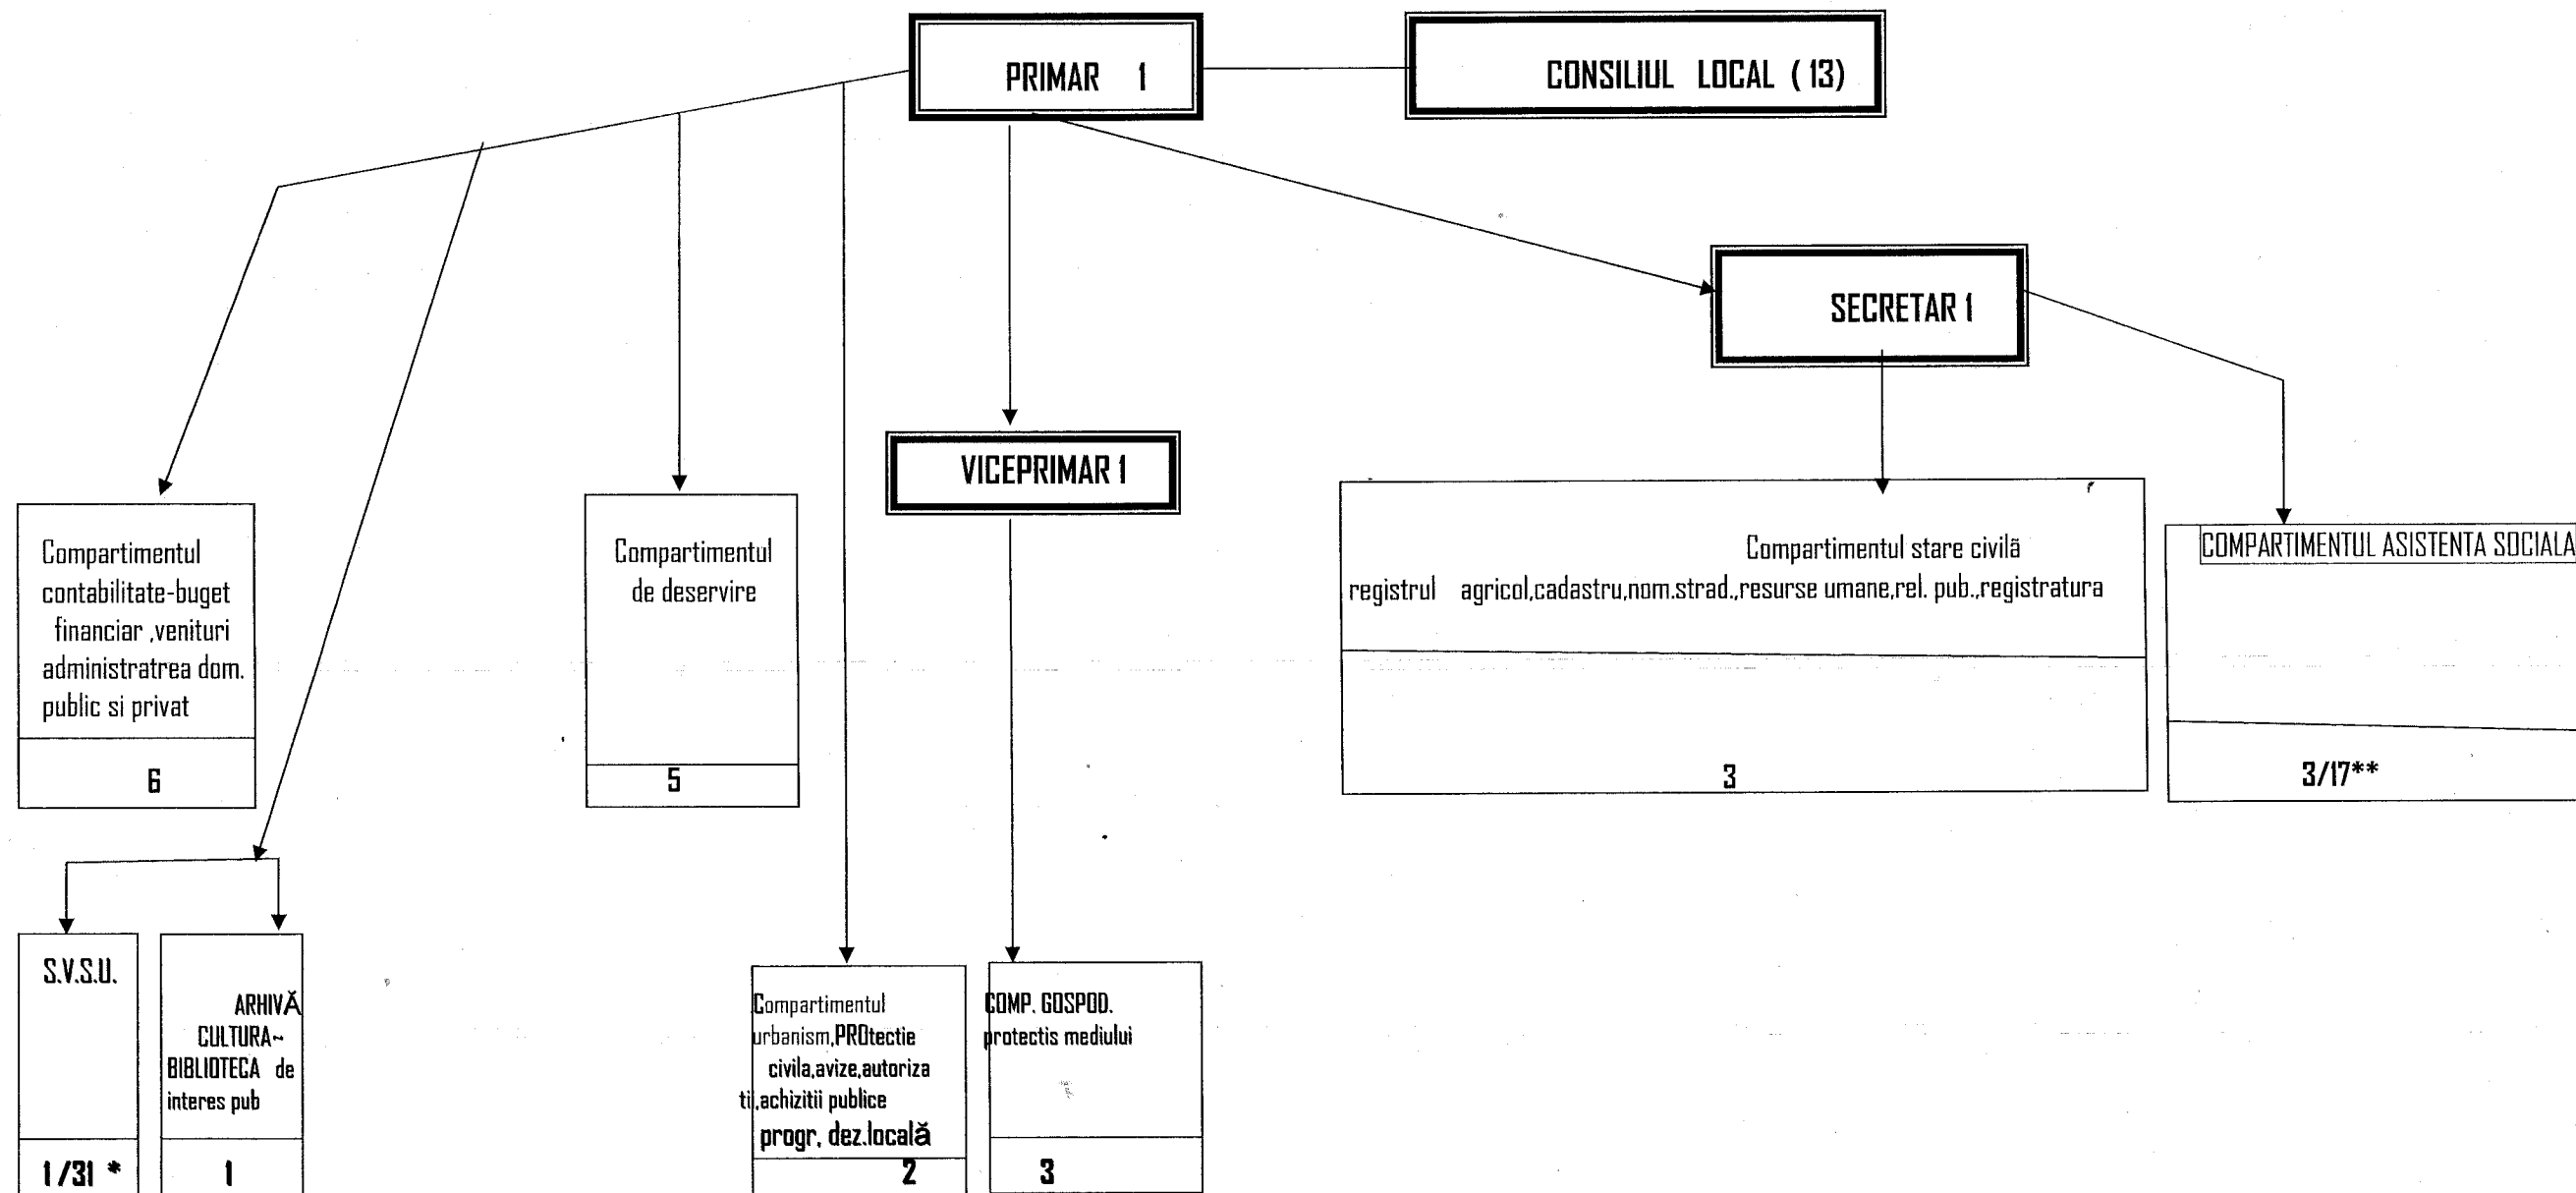 PRIMAR 1
CONSILIUL LOCAL ( 13)
SECRETAR 1
VICEPRIMAR 1
Compartimentul
contabilitate-buget
financiar ,venituri
administratrea dom.
public si privat
6
Compartimentul
de deservire
5
Compartimentul stare civilă
registrul agricol,cadastru,nom.strad.,resurse umane,rel. pub.,registratura
3
COMPARTIMENTUL ASISTENTA SOCIALA
3/17**
S.V.S.U.
1/31 *
ARHIVĂ
CULTURA~
BIBLIOTECA de
interes pub
1
Compartimentul
urbanism,PROtectie
civila,avize,autoriza
tii,achizitii publice
progr. dez.locală
2
COMP. GOSPOD.
protectis mediului
3